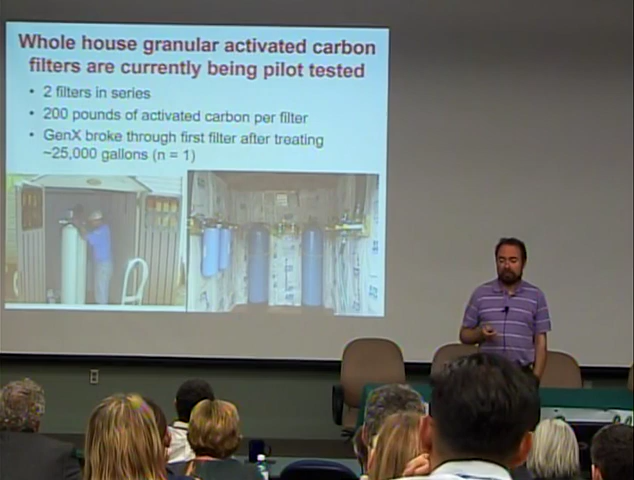 Whole house granular activated carbon
filters are currently being pilot tested
• 2 filters in series
• 200 pounds of activated carbon per filter
• GenX broke through first filter after treating
~25,000 gallons (n = 1)